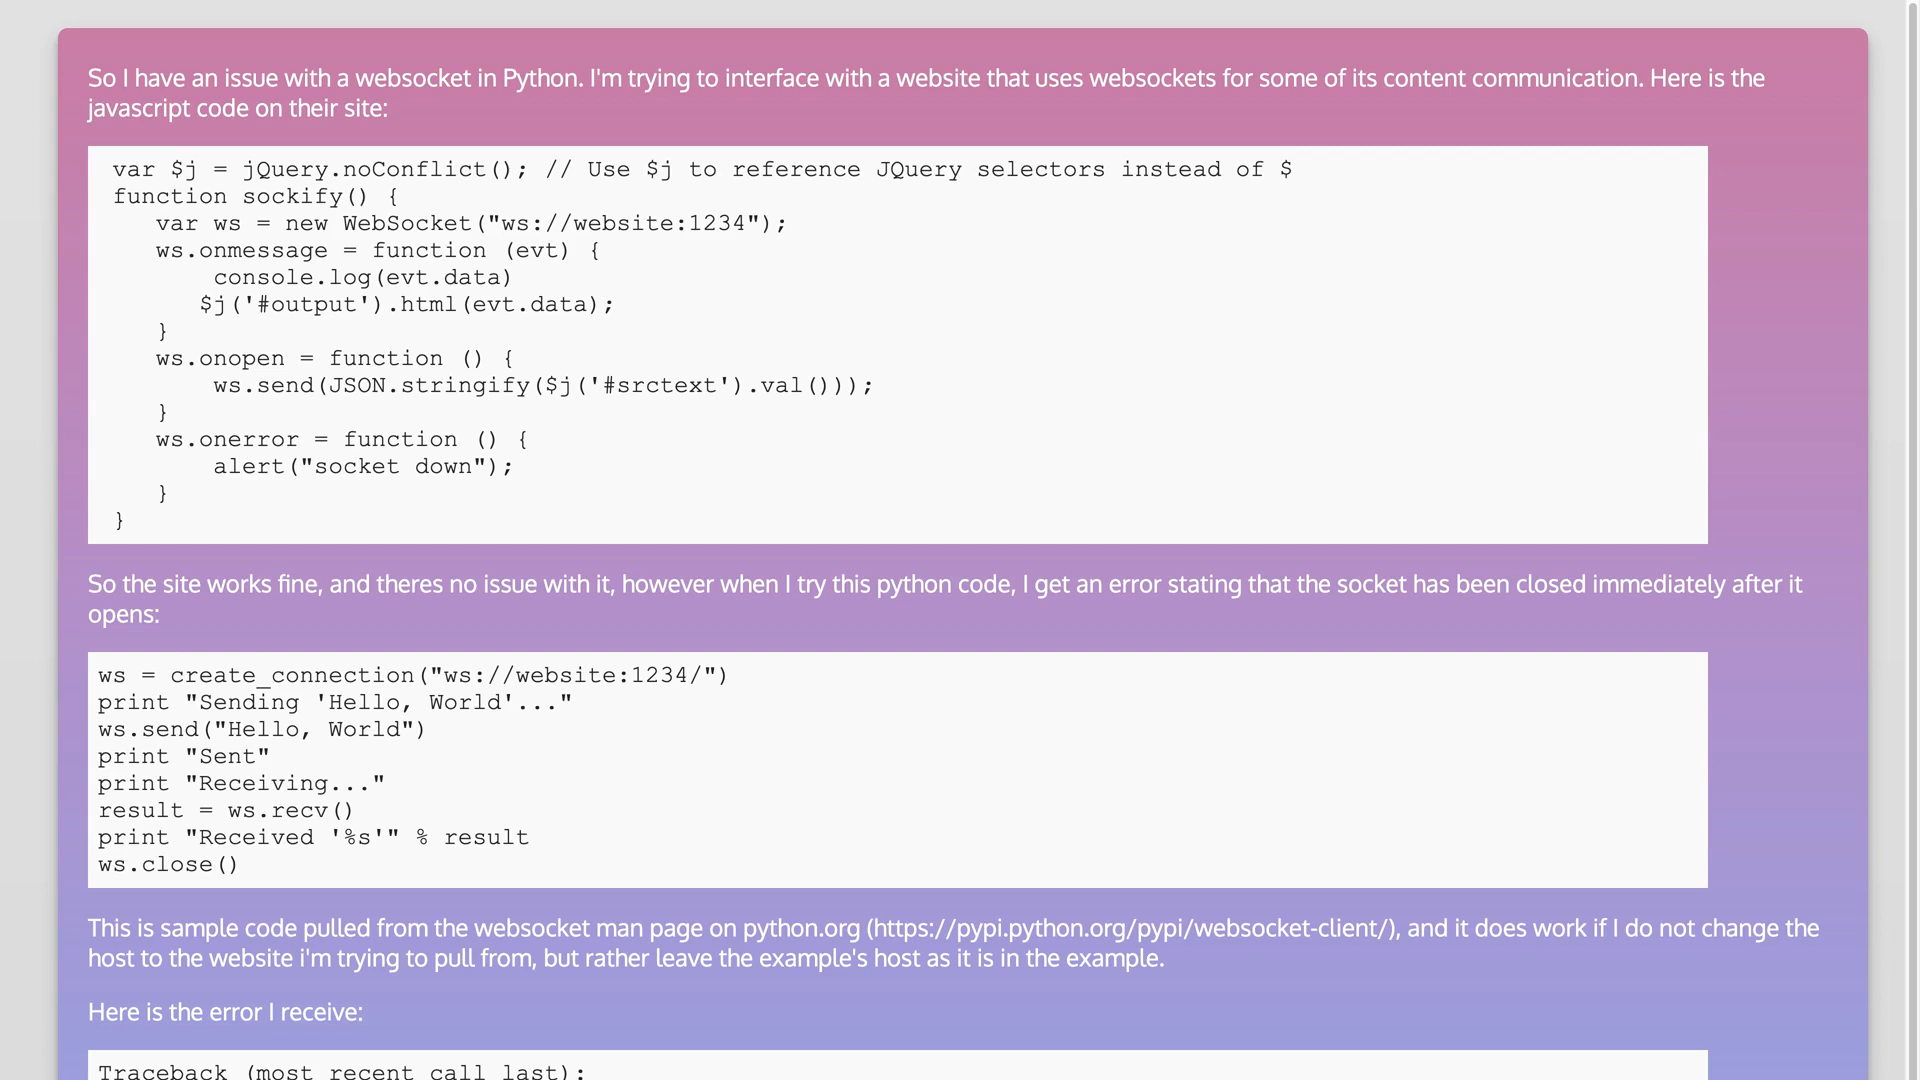 So I have an issue with a websocket in Python. I'm trying to interface with a website that uses websockets for some of its content communication. Here is the
javascript code on their site:
var $j = jQuery.noConflict(); // Use $j to reference JQuery selectors instead of $
function sockify() {
   var ws = new WebSocket("ws://website:1234");
   ws.onmessage = function (evt) {
       console.log(evt.data)
      $j('#output').html(evt.data);
   }
   ws.onopen = function () {
       ws.send(JSON.stringify($j('#srctext').val()));
   }
   ws.onerror = function () {
       alert("socket down");
   }
}
So the site works fine, and theres no issue with it, however when I try this python code, I get an error stating that the socket has been closed immediately after it
opens:
ws = create_connection("ws://website:1234/")
print "Sending 'Hello, World'..."
ws.send("Hello, World")
print "Sent"
print "Receiving..."
result = ws.recv()
print "Received '%s'" % result
ws.close()
This is sample code pulled from the websocket man page on python.org (https://pypi.python.org/pypi/websocket-client/), and it does work if I do not change the
host to the website i'm trying to pull from, but rather leave the example's host as it is in the example.
Here is the error I receive:
Traceback (most recent call last):